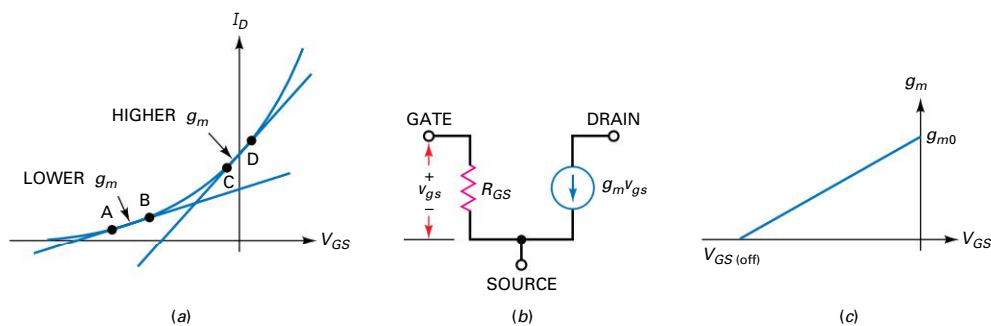 I_D
HIGHER g_m
LOWER g_m
A
B
C
D
V_GS
(a)
GATE
DRAIN
+
v_gs
−
R_GS
g_m v_gs
SOURCE
(b)
g_m
g_m0
V_GS
V_GS (off)
(c)